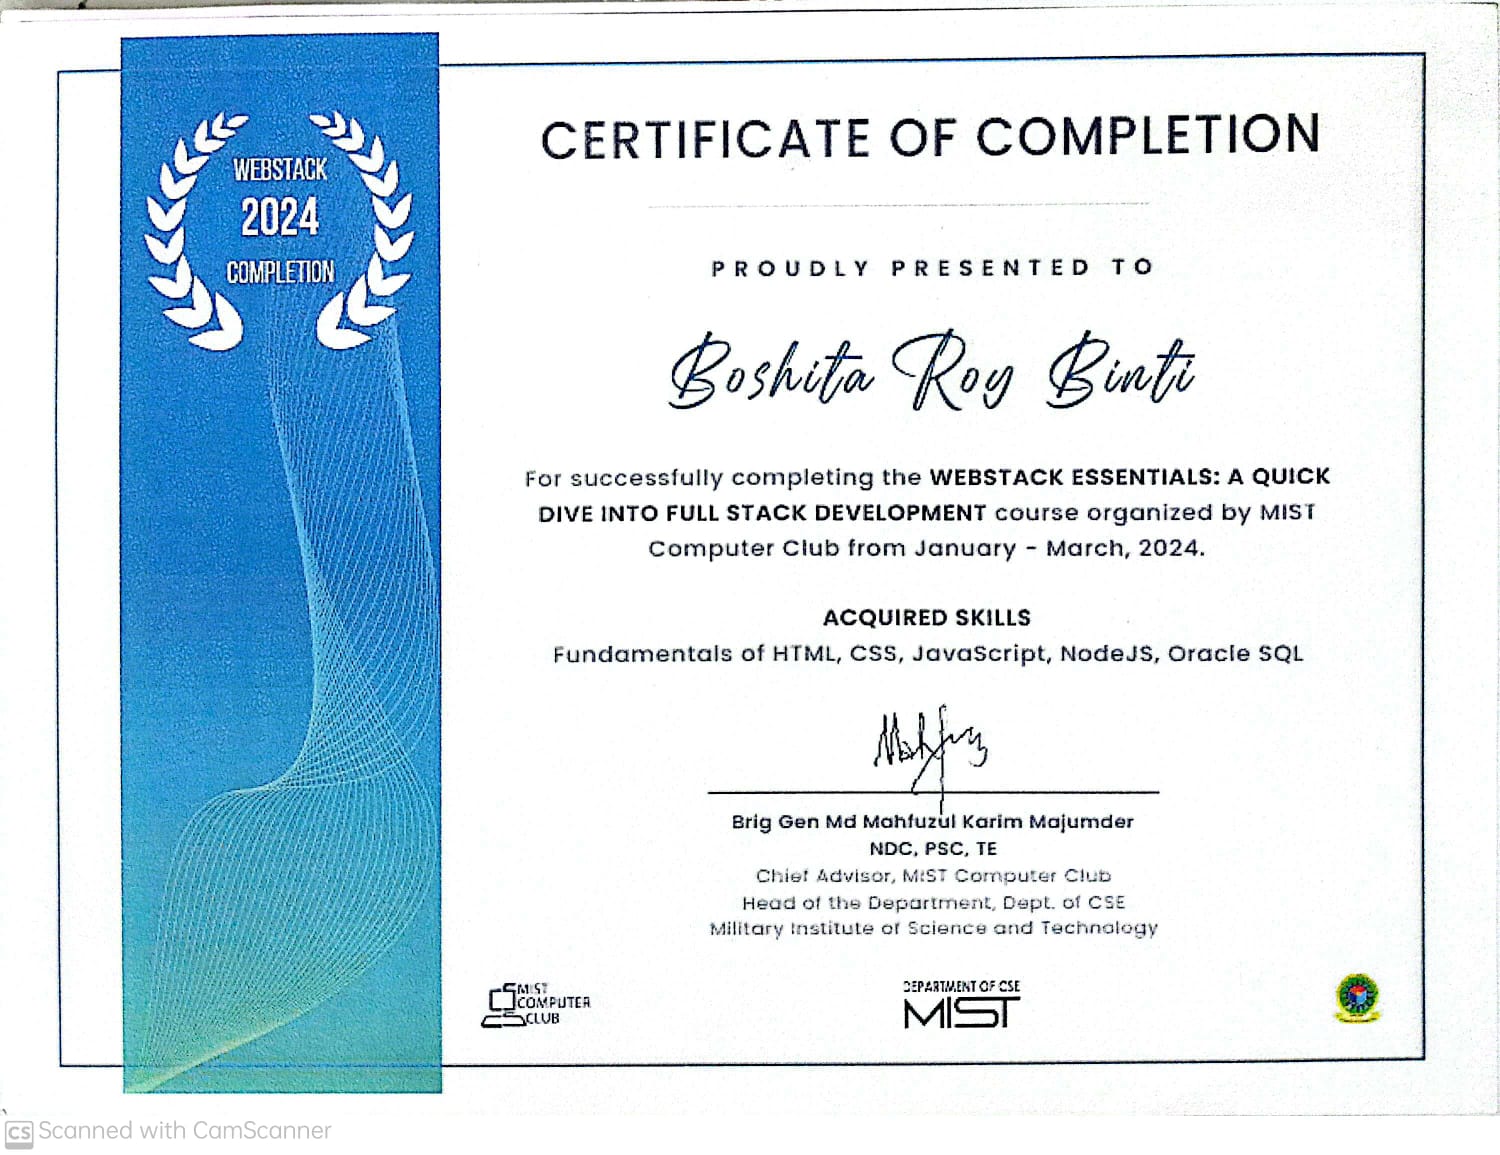 WEBSTACK
2024
COMPLETION
CERTIFICATE OF COMPLETION
PROUDLY PRESENTED TO
Boshita Roy Binti
For successfully completing the WEBSTACK ESSENTIALS: A QUICK
DIVE INTO FULL STACK DEVELOPMENT course organized by MIST
Computer Club from January - March, 2024.
ACQUIRED SKILLS
Fundamentals of HTML, CSS, JavaScript, NodeJS, Oracle SQL
Mahfuz
Brig Gen Md Mahfuzul Karim Majumder
NDC, PSC, TE
Chief Advisor, MIST Computer Club
Head of the Department, Dept. of CSE
Military Institute of Science and Technology
MIST
COMPUTER
CLUB
DEPARTMENT OF CSE
MIST
CS Scanned with CamScanner